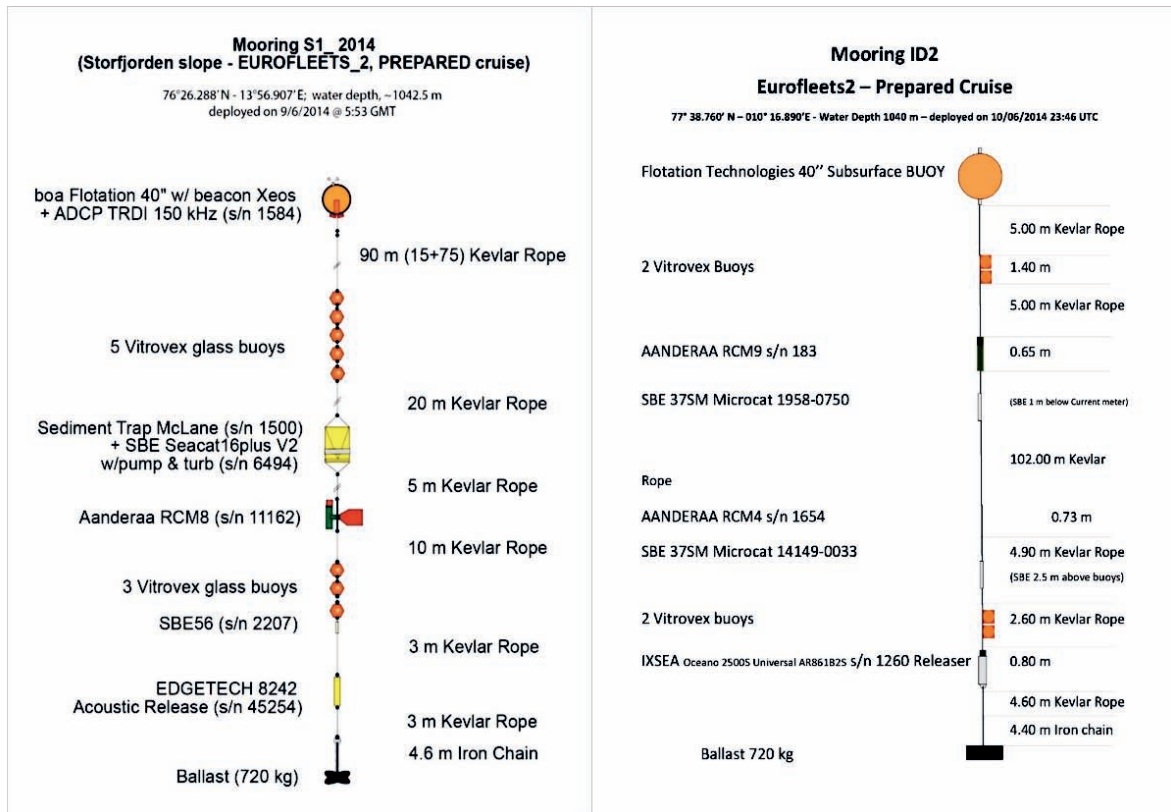 Mooring S1_ 2014
(Storfjorden slope - EUROFLEETS_2, PREPARED cruise)
76°26.288'N - 13°56.907'E; water depth, ~1042.5 m
deployed on 9/6/2014 @ 5:53 GMT
boa Flotation 40" w/ beacon Xeos
+ ADCP TRDI 150 kHz (s/n 1584)
90 m (15+75) Kevlar Rope
5 Vitrovex glass buoys
20 m Kevlar Rope
Sediment Trap McLane (s/n 1500)
+ SBE Seacat16plus V2
w/pump & turb (s/n 6494)
5 m Kevlar Rope
Aanderaa RCM8 (s/n 11162)
10 m Kevlar Rope
3 Vitrovex glass buoys
SBE56 (s/n 2207)
3 m Kevlar Rope
EDGETECH 8242
Acoustic Release (s/n 45254)
3 m Kevlar Rope
4.6 m Iron Chain
Ballast (720 kg)
Mooring ID2
Eurofleets2 – Prepared Cruise
77° 38.760' N – 010° 16.890'E - Water Depth 1040 m – deployed on 10/06/2014 23:46 UTC
Flotation Technologies 40'' Subsurface BUOY
5.00 m Kevlar Rope
2 Vitrovex Buoys
1.40 m
5.00 m Kevlar Rope
AANDERAA RCM9 s/n 183
0.65 m
SBE 37SM Microcat 1958-0750
(SBE 1 m below Current meter)
102.00 m Kevlar
Rope
AANDERAA RCM4 s/n 1654
0.73 m
SBE 37SM Microcat 14149-0033
4.90 m Kevlar Rope
(SBE 2.5 m above buoys)
2 Vitrovex buoys
2.60 m Kevlar Rope
IXSEA Oceano 2500S Universal AR861B2S s/n 1260 Releaser
0.80 m
4.60 m Kevlar Rope
4.40 m Iron chain
Ballast 720 kg